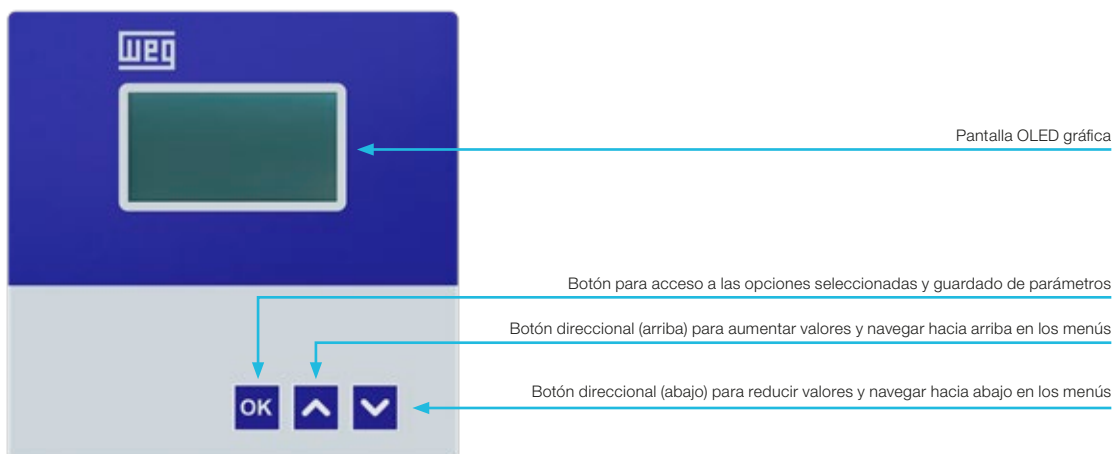 weg
Pantalla OLED gráfica
Botón para acceso a las opciones seleccionadas y guardado de parámetros
Botón direccional (arriba) para aumentar valores y navegar hacia arriba en los menús
Botón direccional (abajo) para reducir valores y navegar hacia abajo en los menús
OK